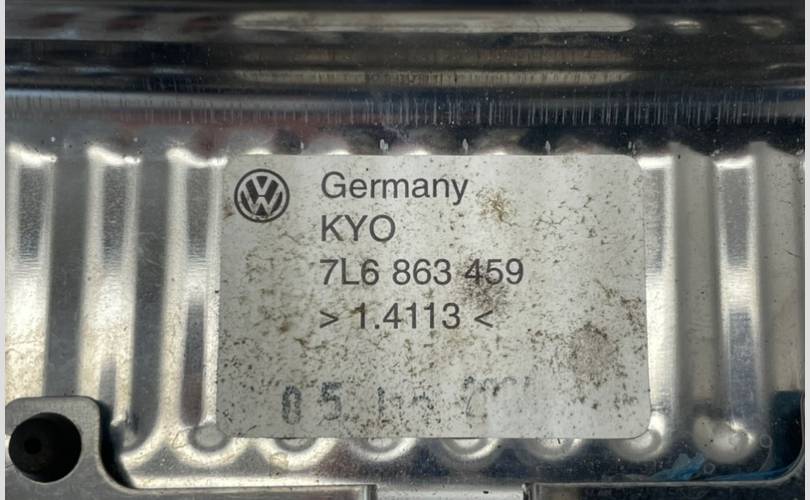 Germany
KYO
7L6 863 459
> 1.4113 <